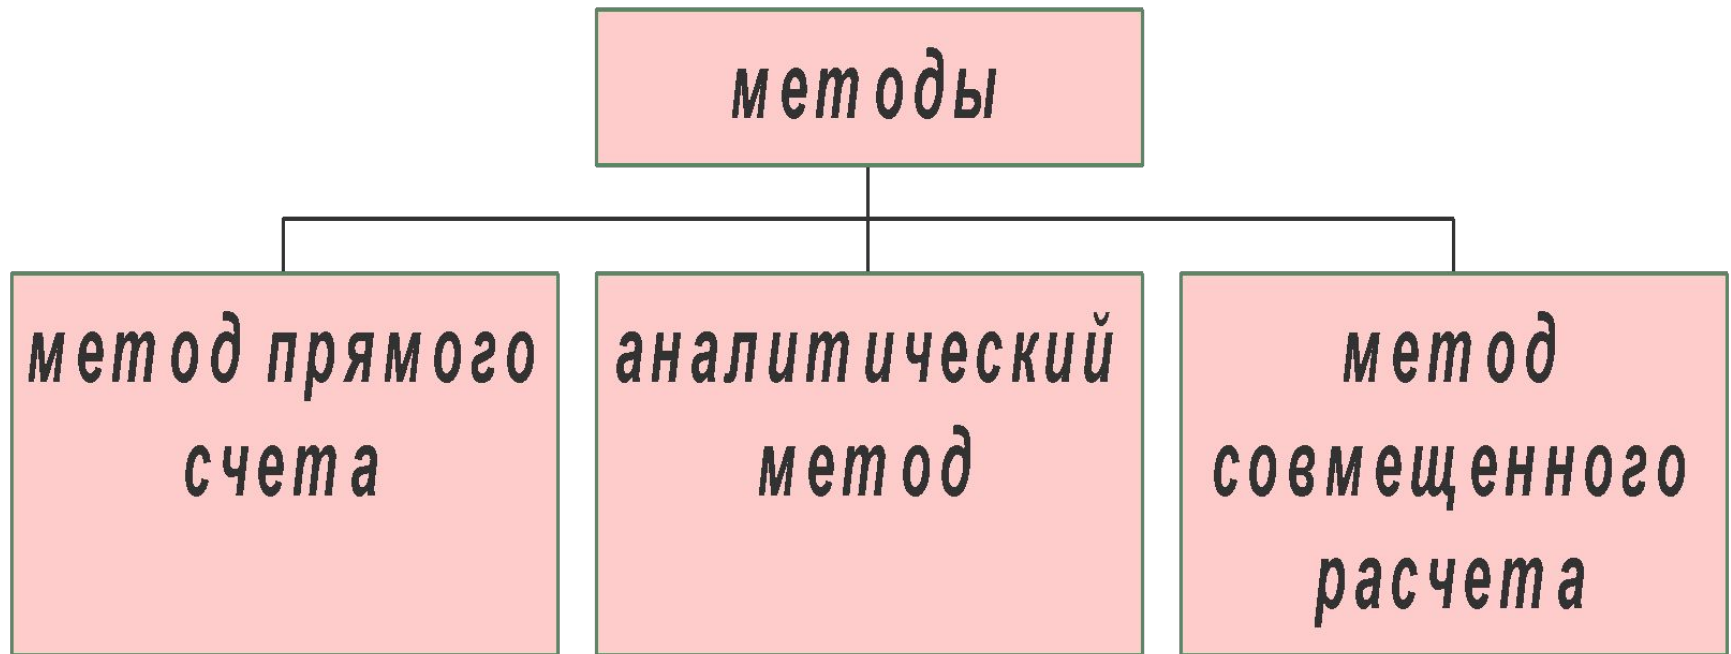 методы
метод прямого
счета
аналитический
метод
метод
совмещенного
расчета